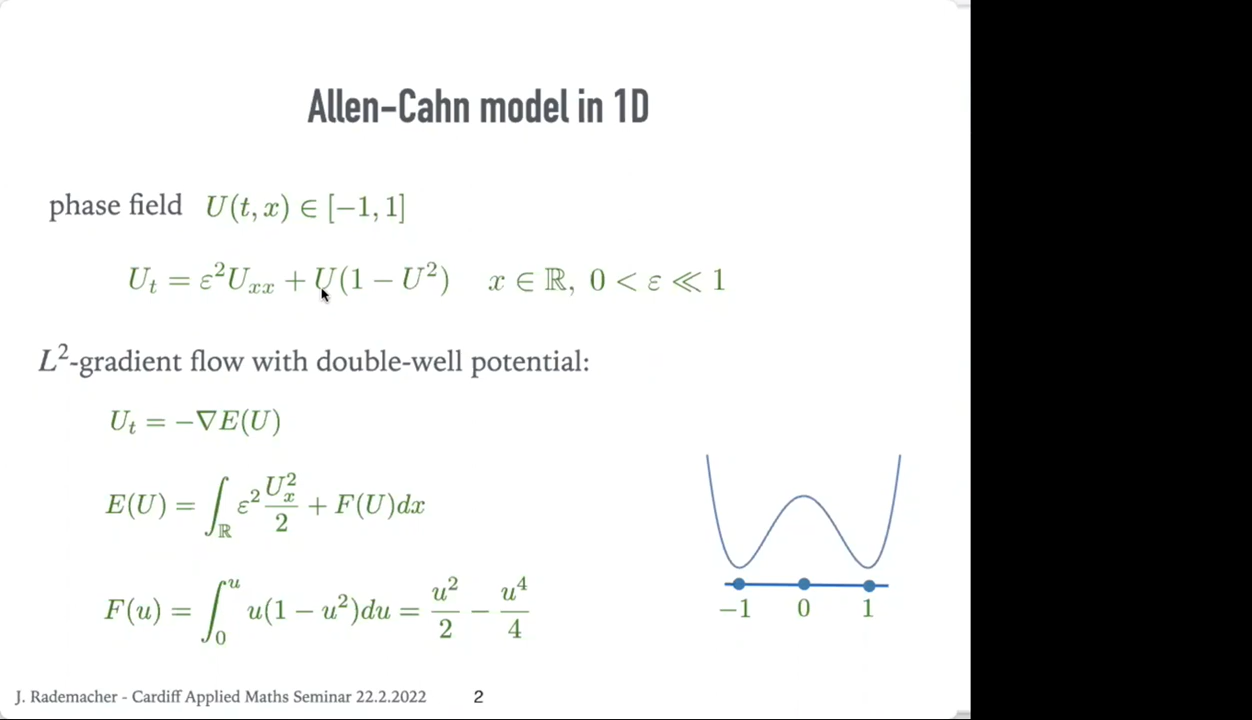 Allen–Cahn model in 1D
phase field U(t, x) ∈ [−1, 1]
U_t = ε²U_{xx} + U(1 − U²) x ∈ ℝ, 0 < ε ≪ 1
L²-gradient flow with double-well potential:
U_t = −∇E(U)
E(U) = ∫_ℝ ε² U_x²/2 + F(U)dx
F(u) = ∫_0^u u(1 − u²)du = u²/2 − u⁴/4
−1 0 1
J. Rademacher - Cardiff Applied Maths Seminar 22.2.2022 2